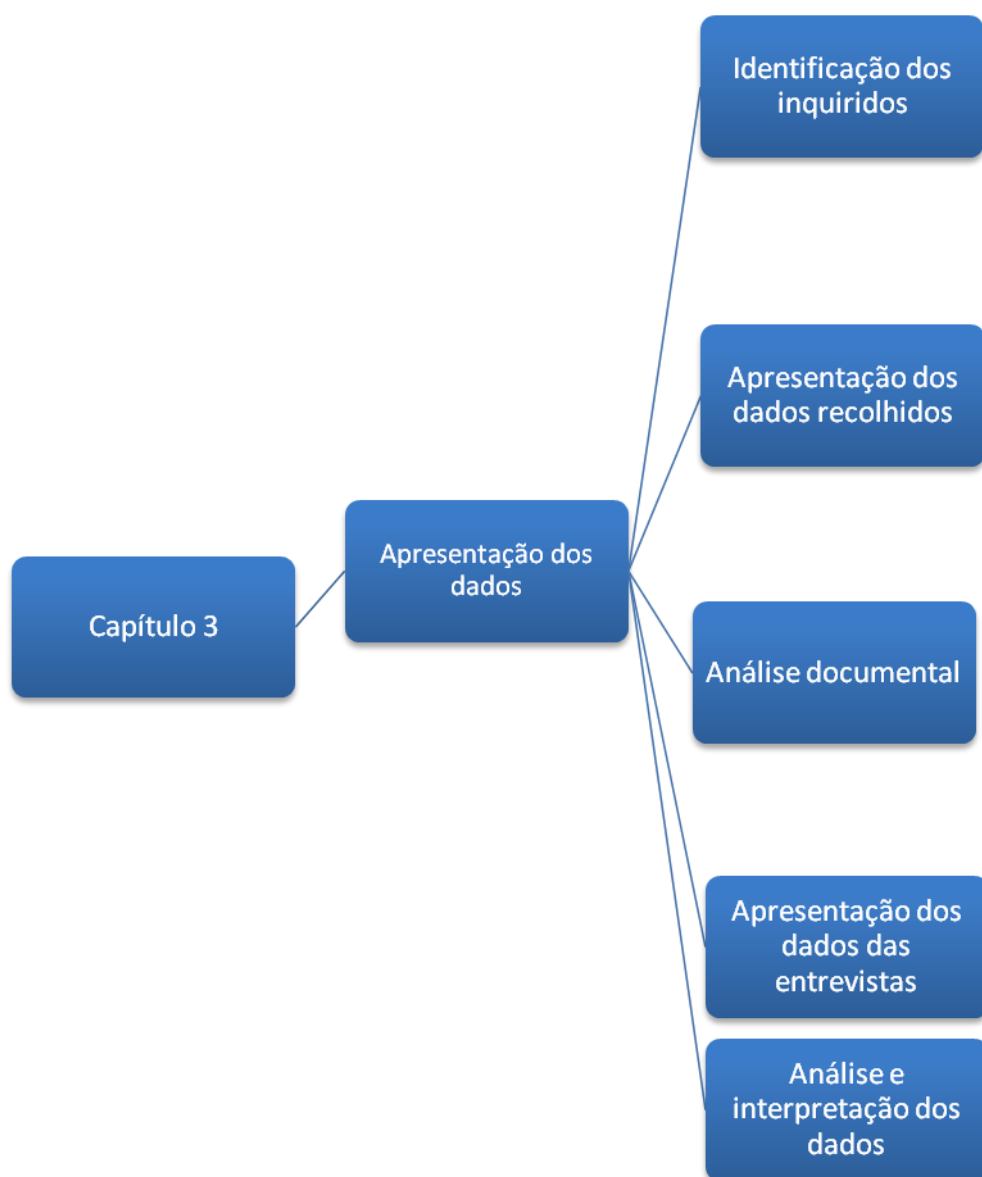 Capítulo 3
Apresentação dos
dados
Identificação dos
inquiridos
Apresentação dos
dados recolhidos
Análise documental
Apresentação dos
dados das
entrevistas
Análise e
interpretação dos
dados